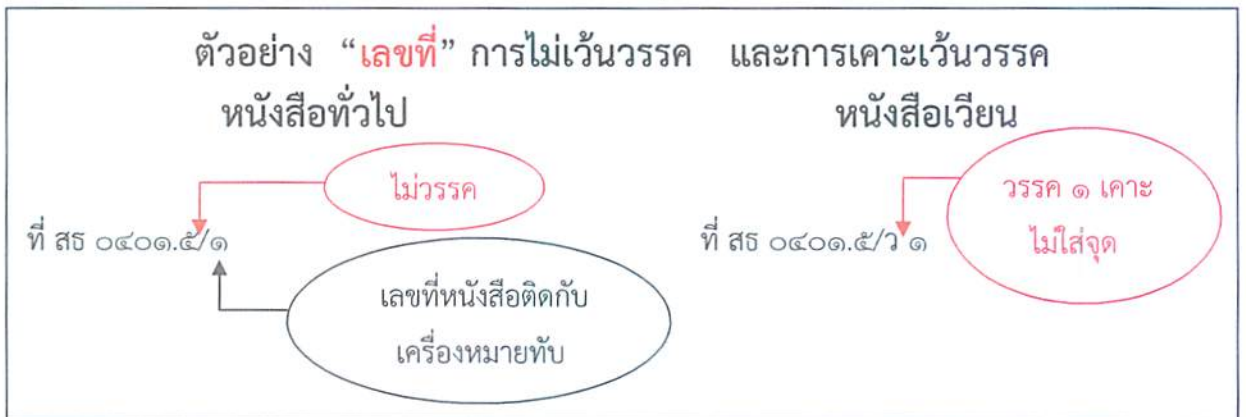 ตัวอย่าง “เลขที่” การไม่เว้นวรรค และการเคาะเว้นวรรค
หนังสือทั่วไป
หนังสือเวียน
ไม่วรรค
วรรค ๑ เคาะ
ไม่ใส่จุด
ที่ สธ ๐๔๐๑.๕/๑
ที่ สธ ๐๔๐๑.๕/ว ๑
เลขที่หนังสือติดกับ
เครื่องหมายทับ